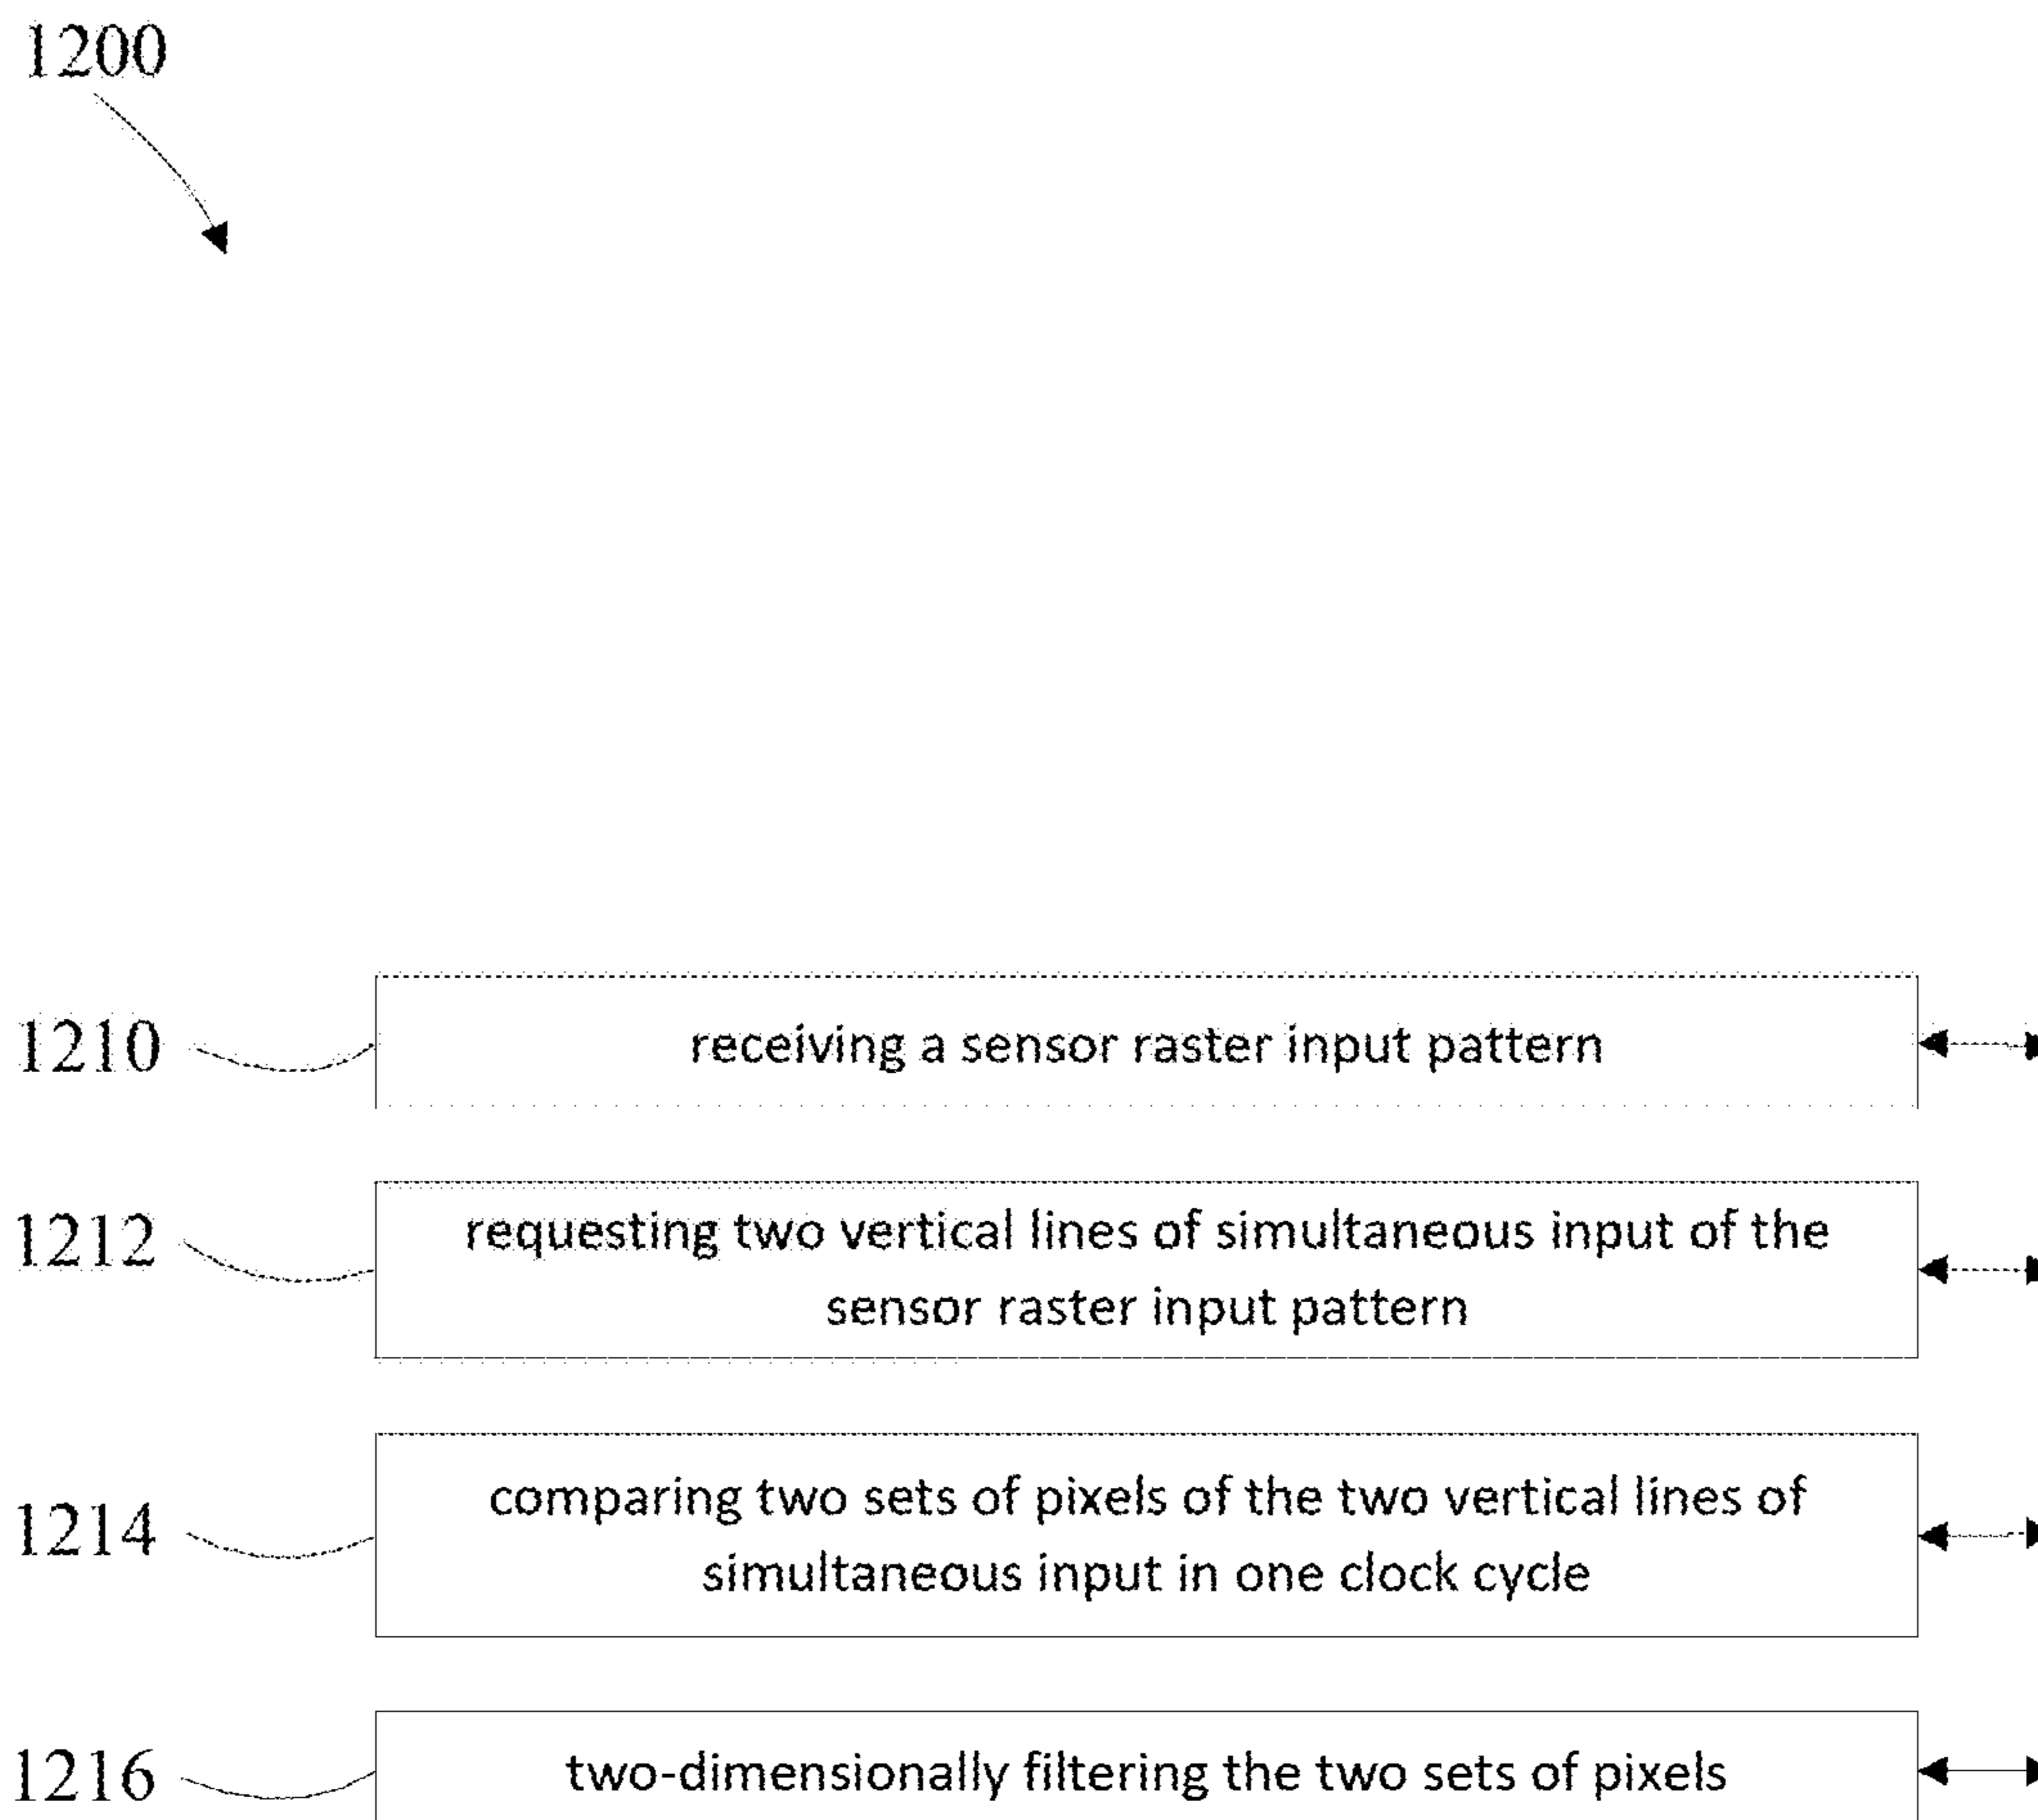 1200
1210
receiving a sensor raster input pattern
1212
requesting two vertical lines of simultaneous input of the
sensor raster input pattern
1214
comparing two sets of pixels of the two vertical lines of
simultaneous input in one clock cycle
1216
two-dimensionally filtering the two sets of pixels